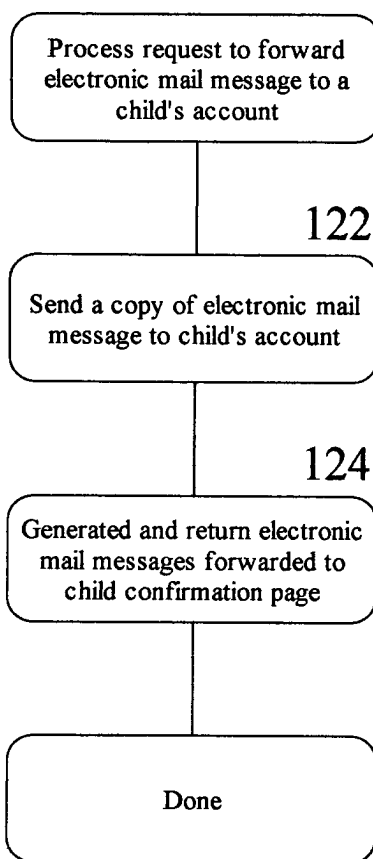 Process request to forward
electronic mail message to a
child's account
122
Send a copy of electronic mail
message to child's account
124
Generated and return electronic
mail messages forwarded to
child confirmation page
Done